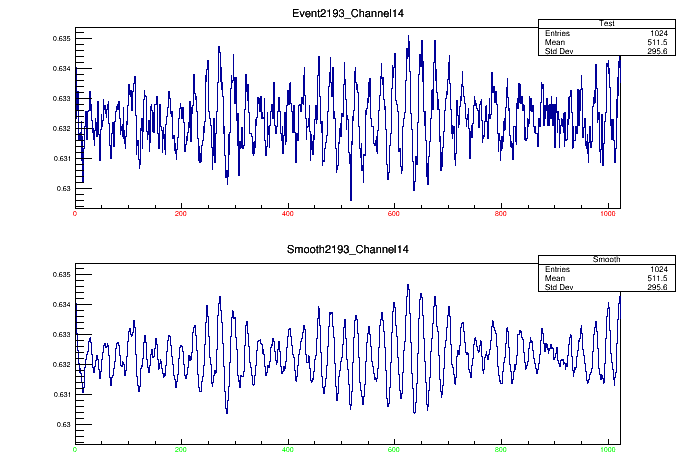 Event2193_Channel14
Test
Entries 1024
Mean 511.5
Std Dev 295.6
0.635
0.634
0.633
0.632
0.631
0.63
0 200 400 600 800 1000
Smooth2193_Channel14
Smooth
Entries 1024
Mean 511.5
Std Dev 295.6
0.635
0.634
0.633
0.632
0.631
0.63
0 200 400 600 800 1000